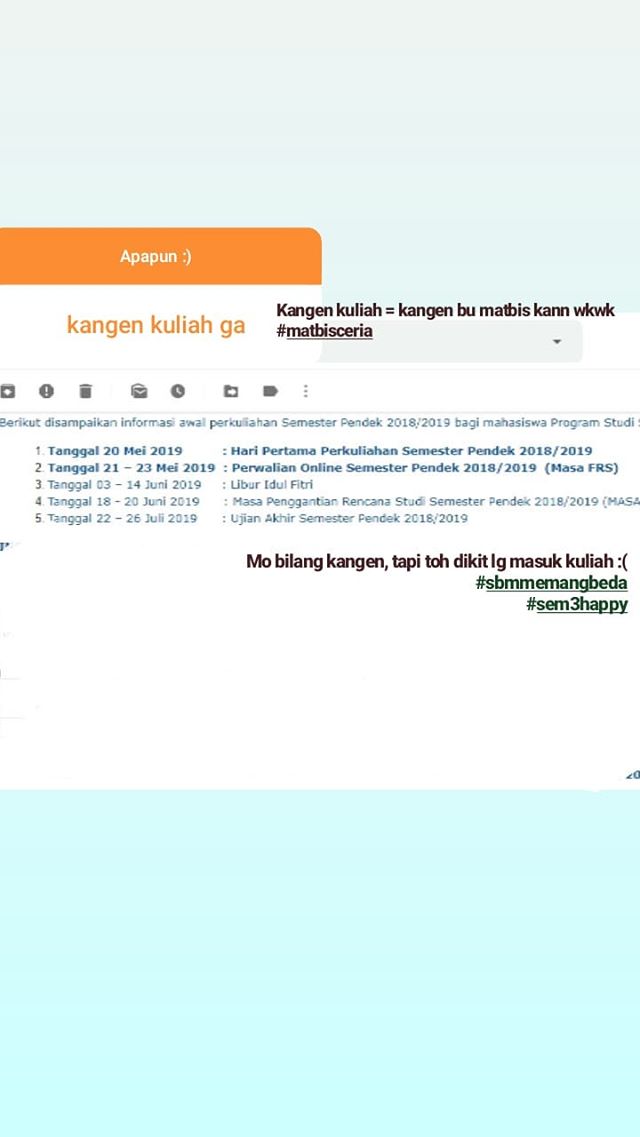 Apapun :)
kangen kuliah ga
Kangen kuliah = kangen bu matbis kann wkwk
#matbisceria
Berikut disampaikan informasi awal perkuliahan Semester Pendek 2018/2019 bagi mahasiswa Program Studi
1. Tanggal 20 Mei 2019 : Hari Pertama Perkuliahan Semester Pendek 2018/2019
2. Tanggal 21 – 23 Mei 2019 : Perwalian Online Semester Pendek 2018/2019 (Masa FRS)
3. Tanggal 03 – 14 Juni 2019 : Libur Idul Fitri
4. Tanggal 18 - 20 Juni 2019 : Masa Penggantian Rencana Studi Semester Pendek 2018/2019 (MASA
5. Tanggal 22 – 26 Juli 2019 : Ujian Akhir Semester Pendek 2018/2019
Mo bilang kangen, tapi toh dikit lg masuk kuliah :(
#sbmmemangbeda
#sem3happy